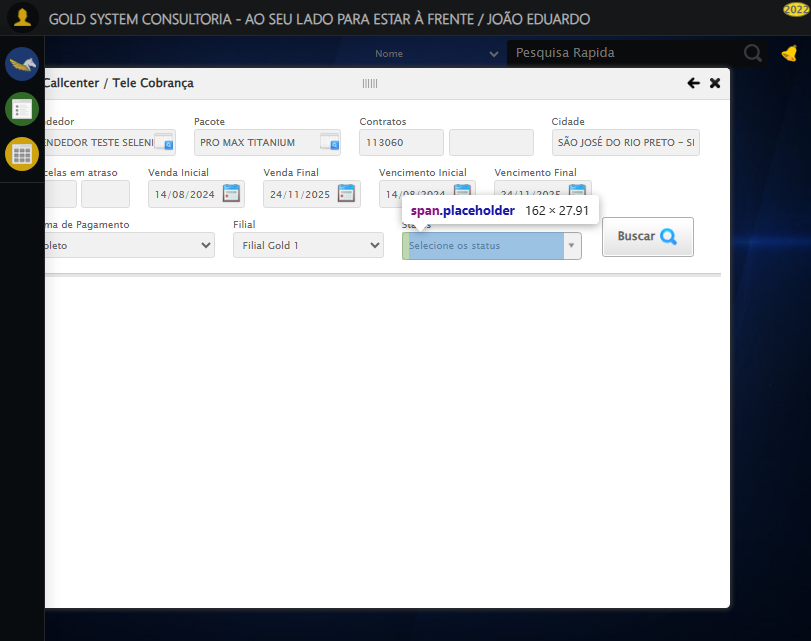 GOLD SYSTEM CONSULTORIA - AO SEU LADO PARA ESTAR À FRENTE / JOÃO EDUARDO
2022
Nome
Pesquisa Rapida
Callcenter / Tele Cobrança
ndedor
Pacote
Contratos
Cidade
ENDEDOR TESTE SELENI
PRO MAX TITANIUM
113060
SÃO JOSÉ DO RIO PRETO - SI
celas em atraso
Venda Inicial
Venda Final
Vencimento Inicial
Vencimento Final
14/08/2024
24/11/2025
14/08/2024
24/11/2025
span.placeholder 162 × 27.91
ma de Pagamento
Filial
Status
oleto
Filial Gold 1
Selecione os status
Buscar